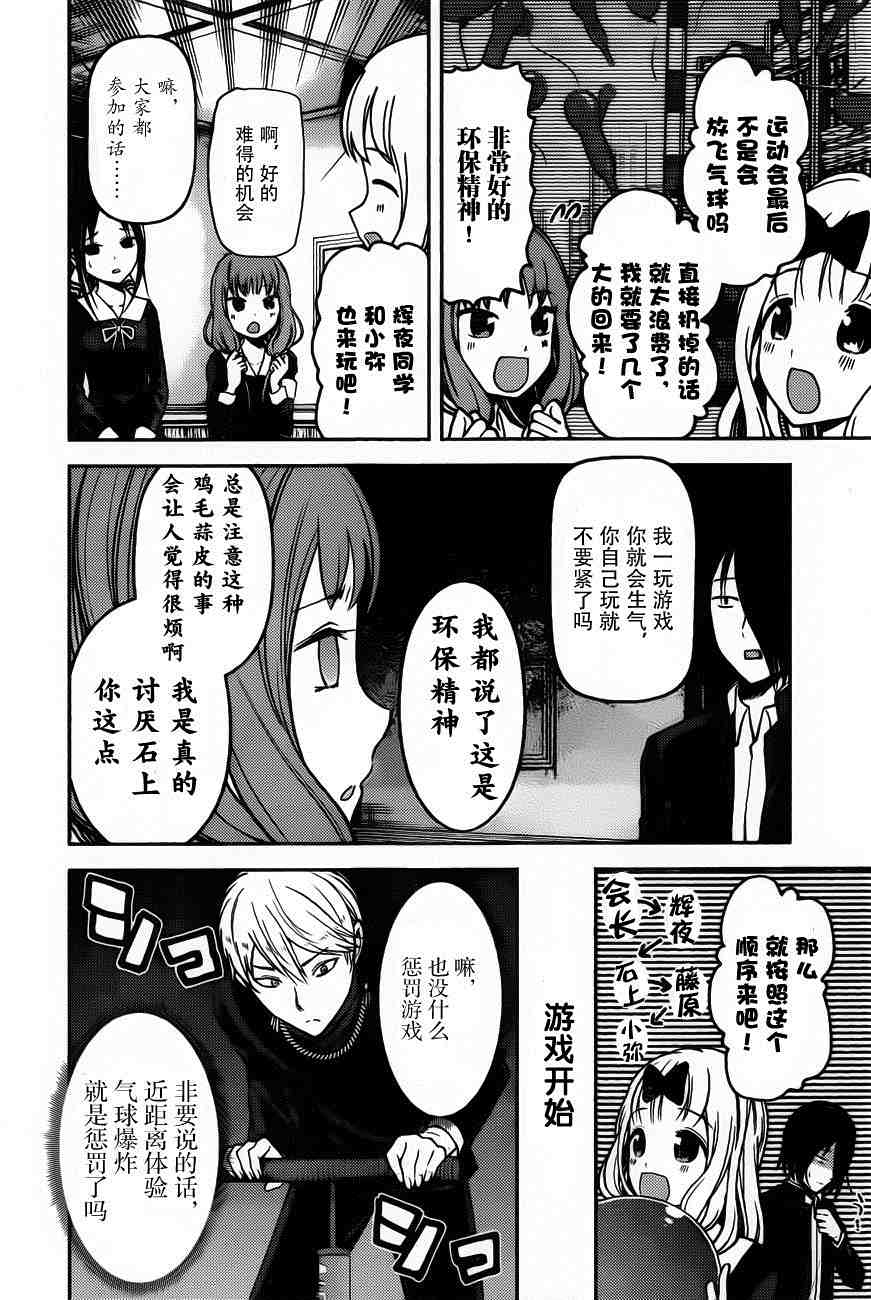 运动会最后
不是会
放飞气球吗
直接扔掉的话
就太浪费了，
我就要了几个
大的回来！
非常好的
环保精神！
辉夜同学
和小弥
也来玩吧！
啊，好的
难得的机会
嘛，
大家都
参加的话……
我一玩游戏
你就会生气，
你自己玩就
不要紧了吗
我都说了这是
环保精神
总是注意这种
鸡毛蒜皮的事
会让人觉得很烦啊
我是真的
讨厌石上
你这点
那么
就按照这个
顺序来吧！
会长→辉夜
→藤原
→石上
→小弥
游戏开始
嘛，
也没什么
惩罚游戏
非要说的话，
近距离体验
气球爆炸
就是惩罚了吗
シコ
シコ
シコ